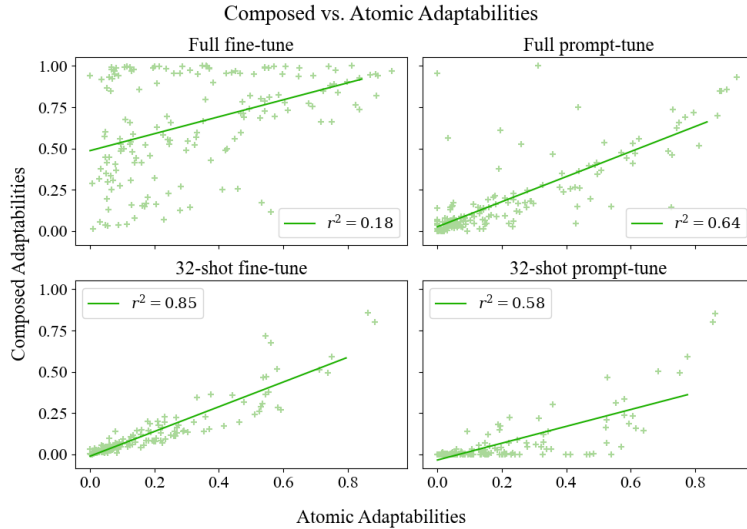 Composed vs. Atomic Adaptabilities
Full fine-tune
Full prompt-tune
1.00
0.75
0.50
0.25
0.00
r² = 0.18
r² = 0.64
Composed Adaptabilities
32-shot fine-tune
32-shot prompt-tune
1.00
0.75
0.50
0.25
0.00
r² = 0.85
r² = 0.58
0.0 0.2 0.4 0.6 0.8
0.0 0.2 0.4 0.6 0.8
Atomic Adaptabilities